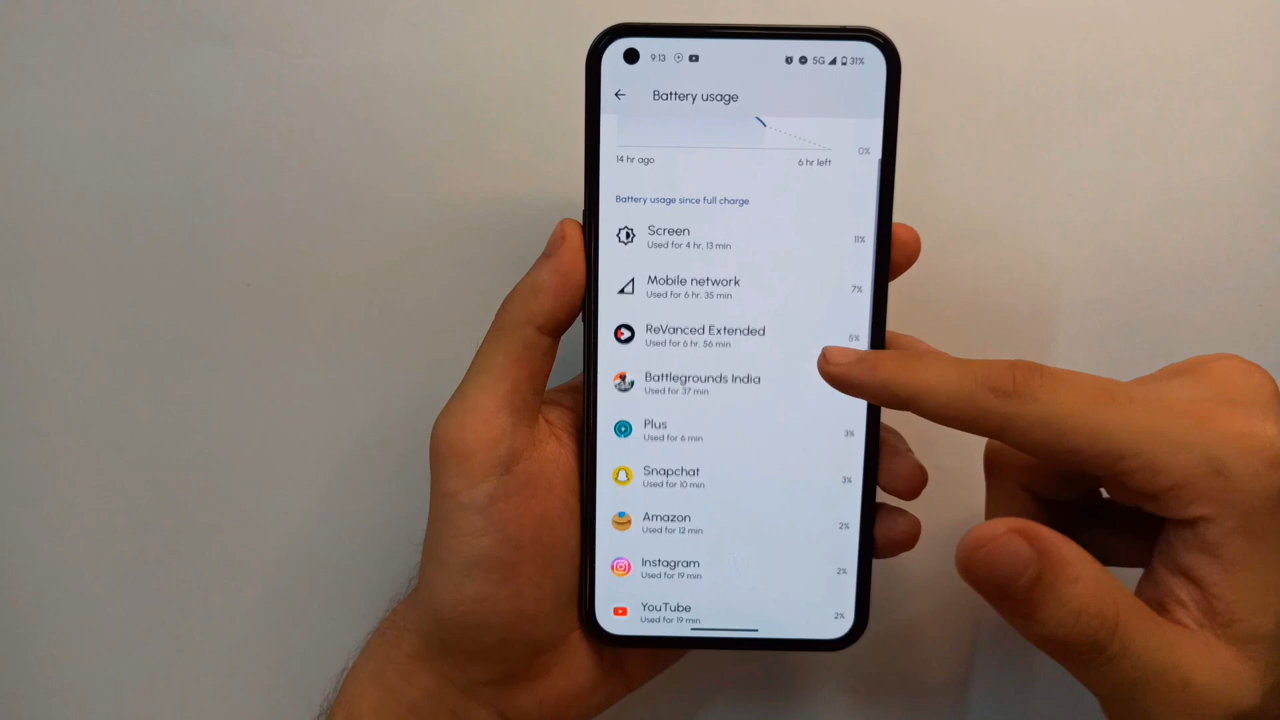 9:13 5G 31%
Battery usage
0%
14 hr ago 6 hr left
Battery usage since full charge
Screen
Used for 4 hr, 13 min 11%
Mobile network
Used for 6 hr, 35 min 7%
ReVanced Extended
Used for 6 hr, 56 min 5%
Battlegrounds India
Used for 37 min
Plus
Used for 6 min 3%
Snapchat
Used for 10 min 3%
Amazon
Used for 12 min 2%
Instagram
Used for 19 min 2%
YouTube
Used for 19 min 2%